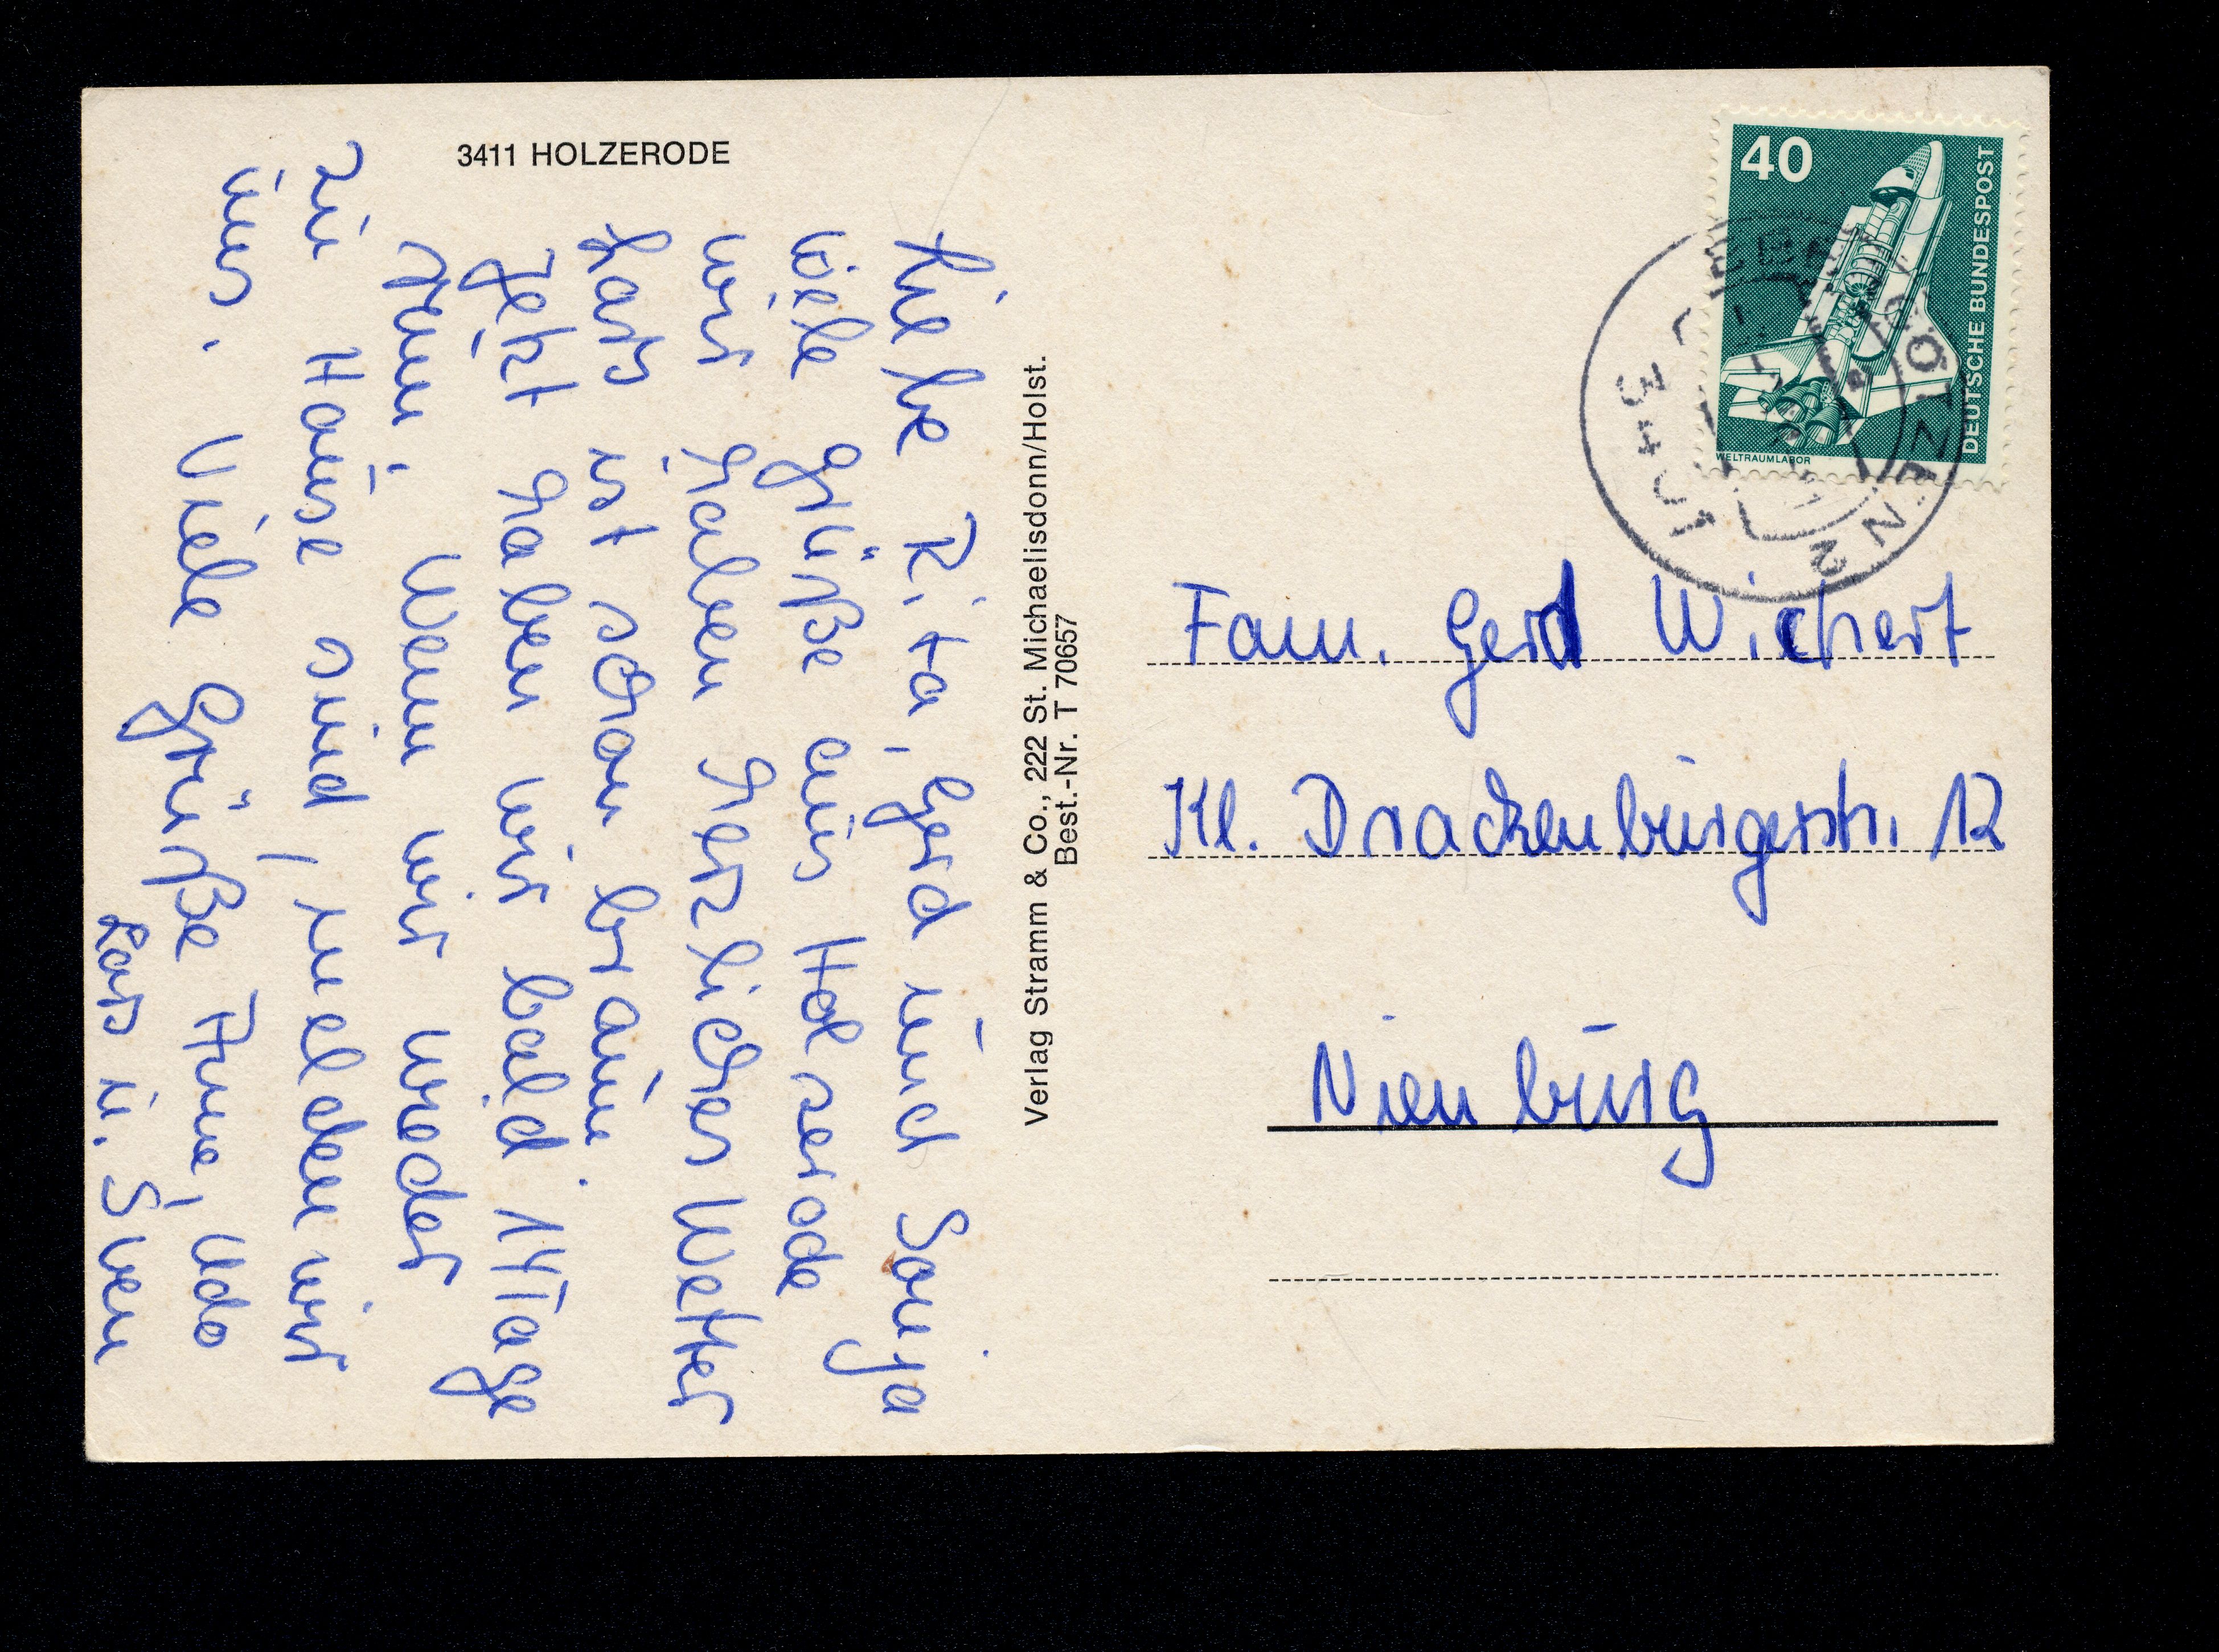 3411 HOLZERODE
Liebe Rita, Gerd und Sonja
Viele Grüße aus Holzerode
wir haben herzliches Wetter
Lars ist schon braun.
Jetzt haben wir bald 14 Tage
rum. Wenn wir wieder
zu Hause sind, melden wir
uns. Viele Grüße Anne, Udo
Lars u. Sven
Verlag Stramm & Co., 222 St. Michaelisdonn/Holst.
Best.-Nr. T 70657
40
DEUTSCHE BUNDESPOST
WELTRAUMLABOR
Fam. Gerd Wichert
Kl. Drackenburgerstr. 12
Nienburg